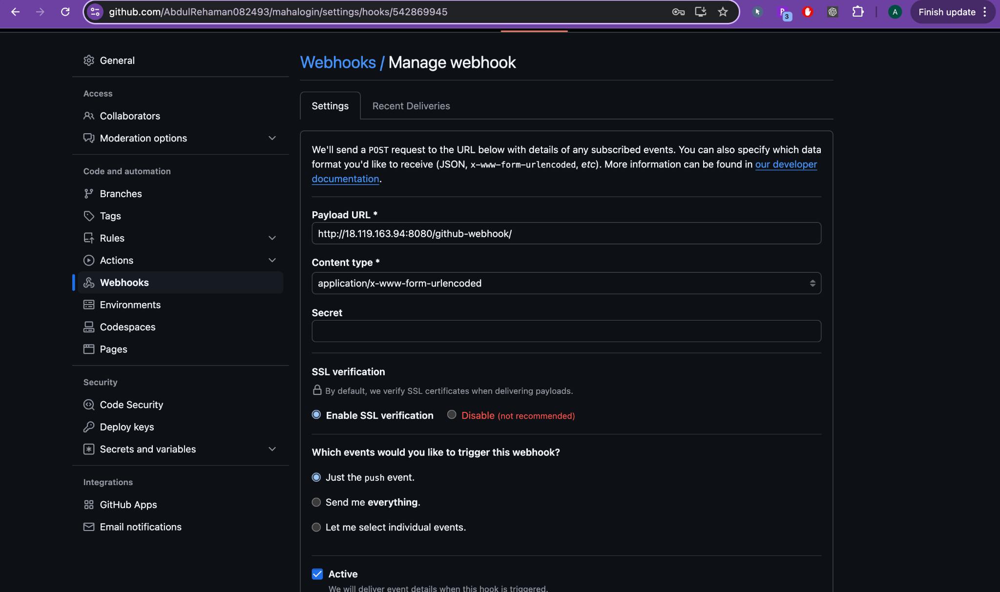 github.com/AbdulRehaman082493/mahalogin/settings/hooks/542869945
3
A
Finish update
General
Access
Collaborators
Moderation options
Code and automation
Branches
Tags
Rules
Actions
Webhooks
Environments
Codespaces
Pages
Security
Code Security
Deploy keys
Secrets and variables
Integrations
GitHub Apps
Email notifications
Webhooks / Manage webhook
Settings
Recent Deliveries
We'll send a POST request to the URL below with details of any subscribed events. You can also specify which data
format you'd like to receive (JSON, x-www-form-urlencoded, etc). More information can be found in our developer
documentation.
Payload URL *
http://18.119.163.94:8080/github-webhook/
Content type *
application/x-www-form-urlencoded
Secret
SSL verification
By default, we verify SSL certificates when delivering payloads.
Enable SSL verification Disable (not recommended)
Which events would you like to trigger this webhook?
Just the push event.
Send me everything.
Let me select individual events.
Active
We will deliver event details when this hook is triggered.